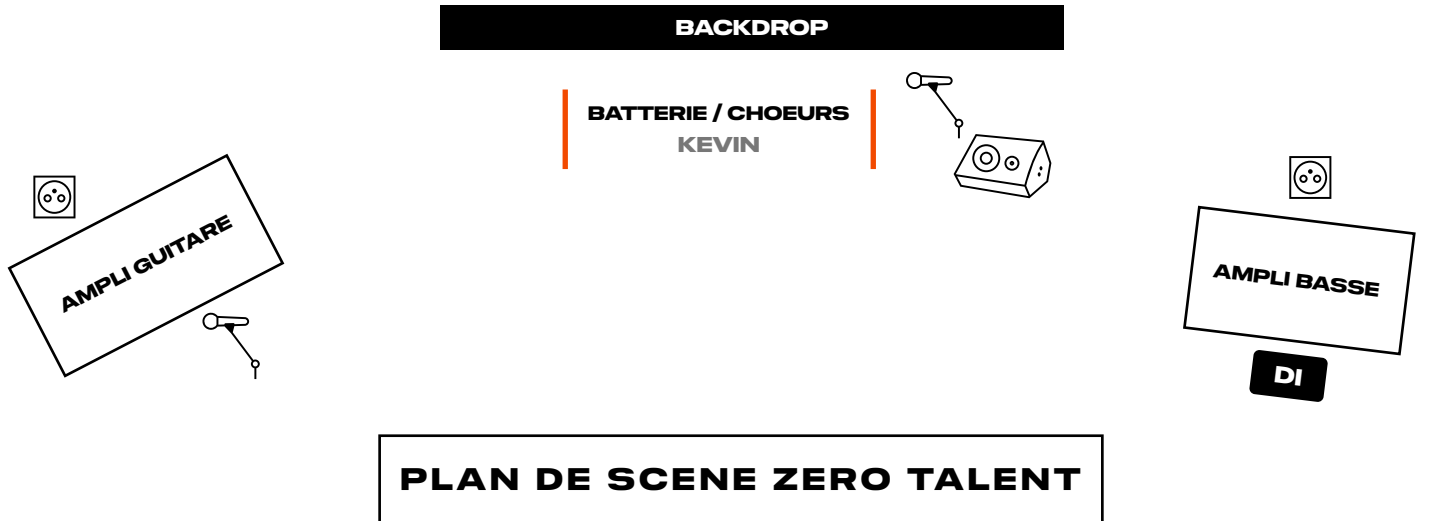 BACKDROP
BATTERIE / CHOEURS
KEVIN
AMPLI GUITARE
AMPLI BASSE
DI
PLAN DE SCENE ZERO TALENT